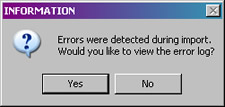 INFORMATION
Errors were detected during import.
Would you like to view the error log?
Yes
No